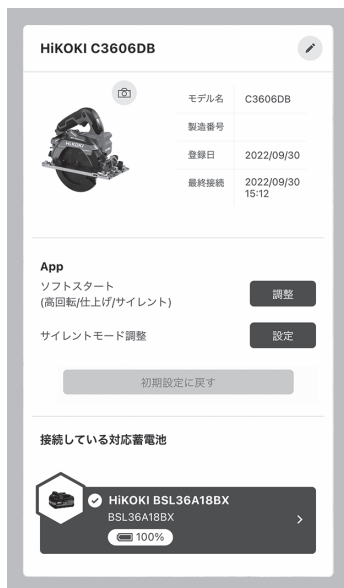 HiKOKI C3606DB
モデル名 C3606DB
製造番号
登録日 2022/09/30
最終接続 2022/09/30
15:12
HiKOKI
App
ソフトスタート
(高回転/仕上げ/サイレント)
調整
サイレントモード調整
設定
初期設定に戻す
接続している対応蓄電池
HiKOKI BSL36A18BX
BSL36A18BX
100%